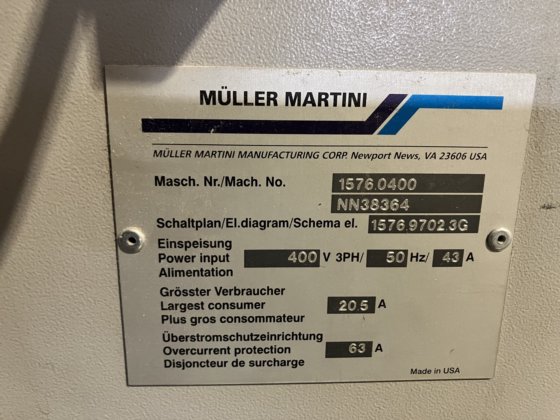 MÜLLER MARTINI
MÜLLER MARTINI MANUFACTURING CORP. Newport News, VA 23606 USA
Masch. Nr./Mach. No. 1576.0400
NN38364
Schaltplan/El.diagram/Schema el. 1576.9702.3G
Einspeisung
Power input 400 V 3PH/ 50 Hz/ 43 A
Alimentation
Grösster Verbraucher
Largest consumer 20.5 A
Plus gros consommateur
Überstromschutzeinrichtung
Overcurrent protection 63 A
Disjoncteur de surcharge
Made in USA